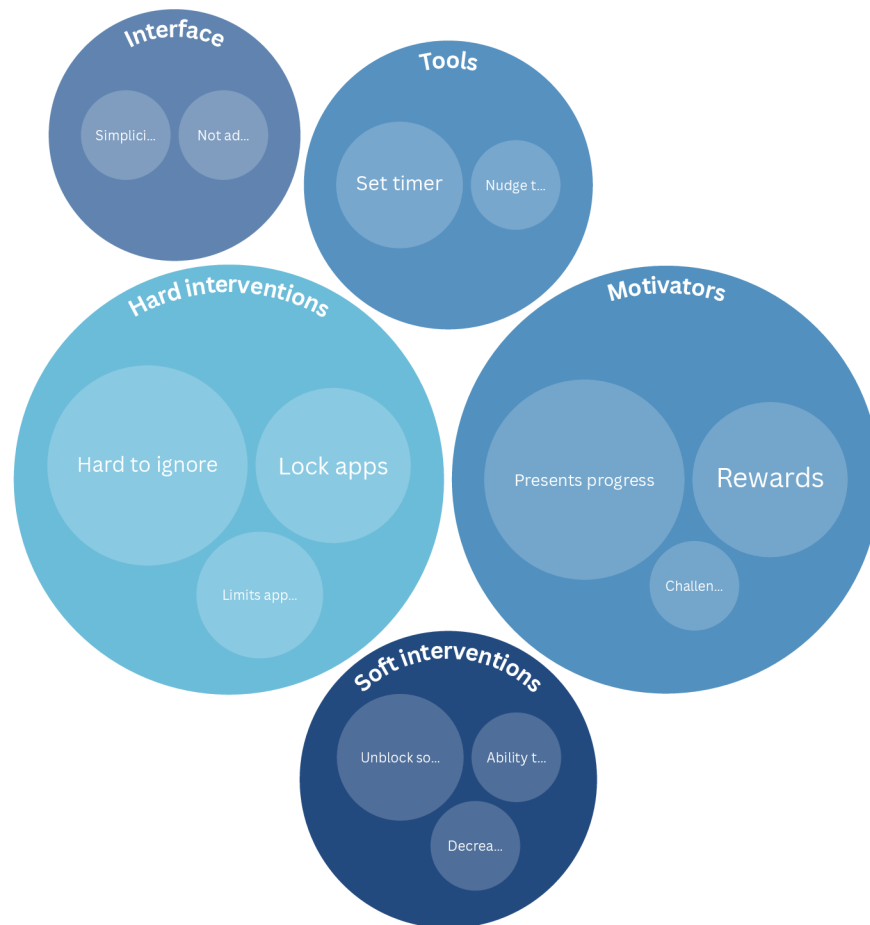 Interface
Simplici...
Not ad...
Tools
Set timer
Nudge t...
Hard interventions
Hard to ignore
Lock apps
Limits app...
Motivators
Presents progress
Rewards
Challen...
Soft interventions
Unblock so...
Ability t...
Decrea...